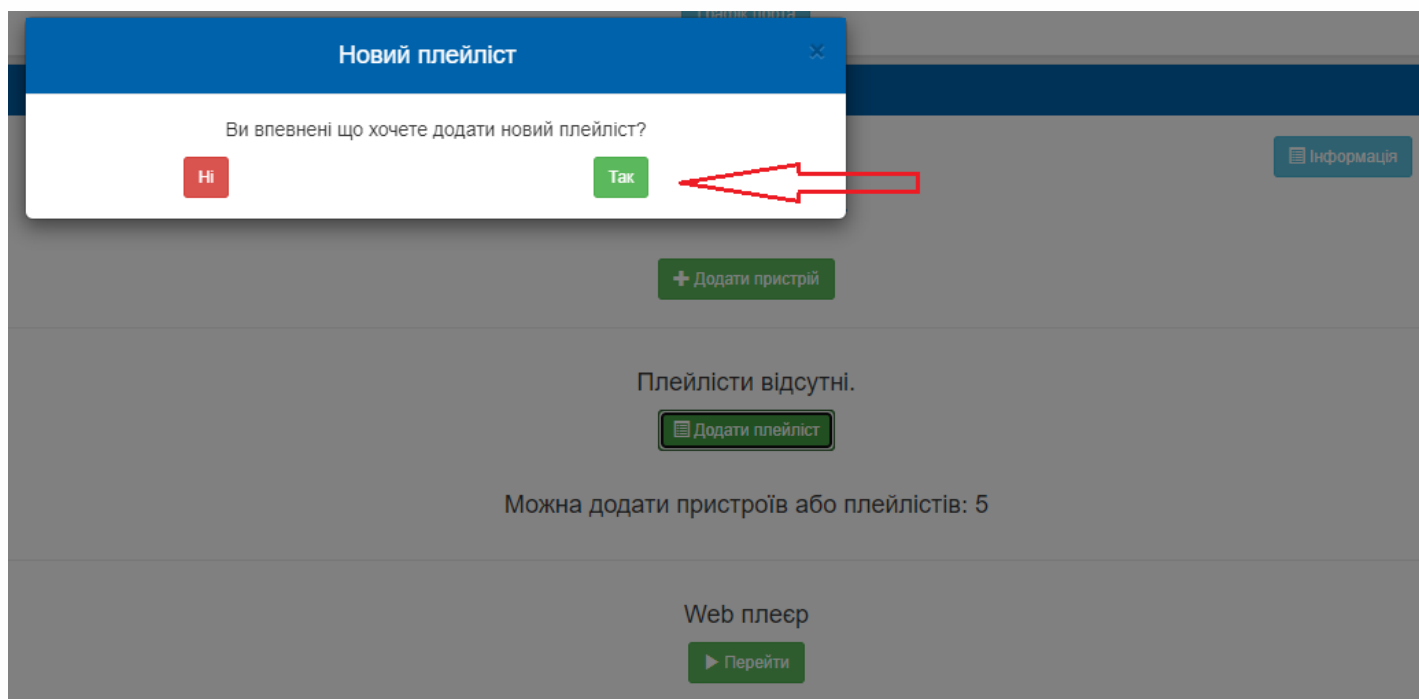 Новий плейліст ×
Ви впевнені що хочете додати новий плейліст?
Ні
Так
Інформація
Додати пристрій
Плейлісти відсутні.
Додати плейліст
Можна додати пристроїв або плейлістів: 5
Web плеєр
Перейти